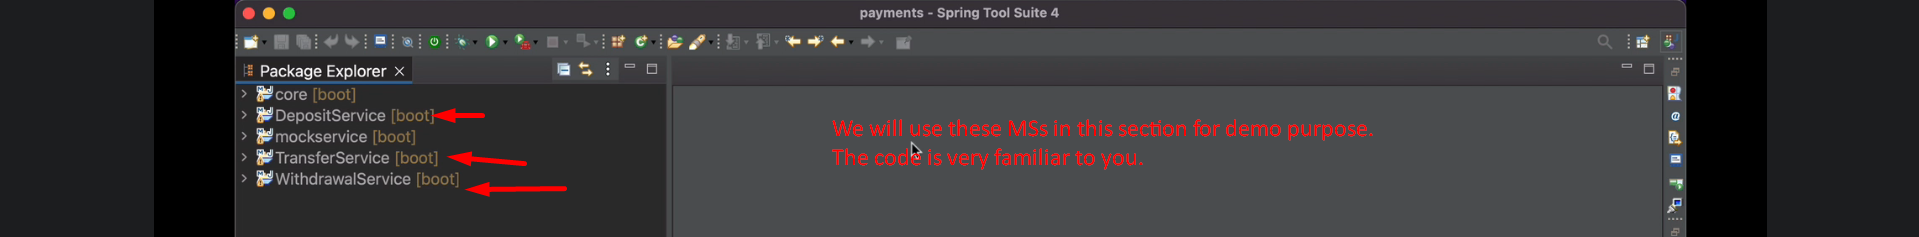 payments - Spring Tool Suite 4
Package Explorer
core [boot]
DepositService [boot]
mockservice [boot]
TransferService [boot]
WithdrawalService [boot]
We will use these MSs in this section for demo purpose.
The code is very familiar to you.